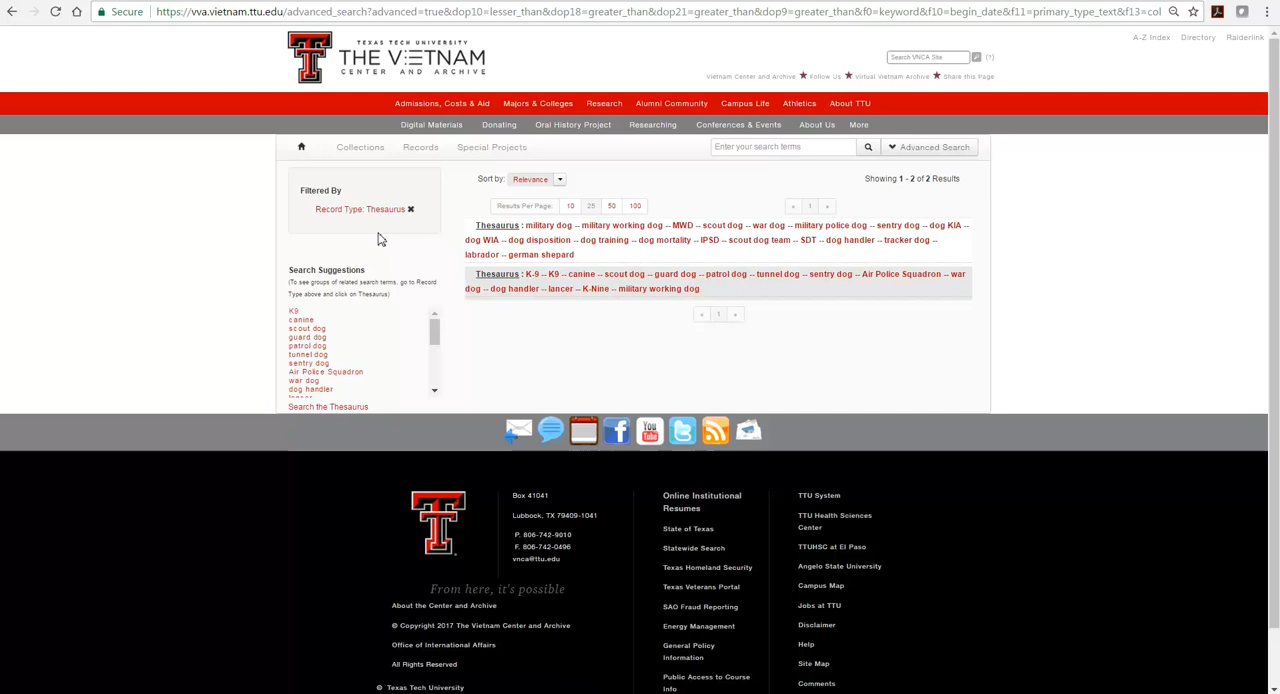 Secure
https://vva.vietnam.ttu.edu/advanced_search?advanced=true&dop10=lesser_than&dop18=greater_than&dop21=greater_than&dop9=greater_than&f0=keyword&f10=begin_date&f11=primary_type_text&f13=col
A-Z Index Directory Raiderlink
TEXAS TECH UNIVERSITY
THE VIETNAM
CENTER AND ARCHIVE
Search VNCA Site (?)
Vietnam Center and Archive ★ Follow Us ★ Virtual Vietnam Archive ★ Share this Page
Admissions, Costs & Aid Majors & Colleges Research Alumni Community Campus Life Athletics About TTU
Digital Materials Donating Oral History Project Researching Conferences & Events About Us More
Collections Records Special Projects Enter your search terms Advanced Search
Filtered By
Record Type: Thesaurus ✖
Search Suggestions
(To see groups of related search terms, go to Record
Type above and click on Thesaurus)
K9
canine
scout dog
guard dog
patrol dog
tunnel dog
sentry dog
Air Police Squadron
war dog
dog handler
lancer
Search the Thesaurus
Sort by: Relevance
Showing 1 - 2 of 2 Results
Results Per Page: 10 25 50 100
« 1 »
Thesaurus : military dog -- military working dog -- MWD -- scout dog -- war dog -- military police dog -- sentry dog -- dog KIA --
dog WIA -- dog disposition -- dog training -- dog mortality -- IPSD -- scout dog team -- SDT -- dog handler -- tracker dog --
labrador -- german shepard
Thesaurus : K-9 -- K9 -- canine -- scout dog -- guard dog -- patrol dog -- tunnel dog -- sentry dog -- Air Police Squadron -- war
dog -- dog handler -- lancer -- K-Nine -- military working dog
« 1 »
You
Tube
Box 41041
Lubbock, TX 79409-1041
P. 806-742-9010
F. 806-742-0496
vnca@ttu.edu
From here, it's possible
About the Center and Archive
© Copyright 2017 The Vietnam Center and Archive
Office of International Affairs
All Rights Reserved
© Texas Tech University
Online Institutional
Resumes
State of Texas
Statewide Search
Texas Homeland Security
Texas Veterans Portal
SAO Fraud Reporting
Energy Management
General Policy
Information
Public Access to Course
Info
TTU System
TTU Health Sciences
Center
TTUHSC at El Paso
Angelo State University
Campus Map
Jobs at TTU
Disclaimer
Help
Site Map
Comments